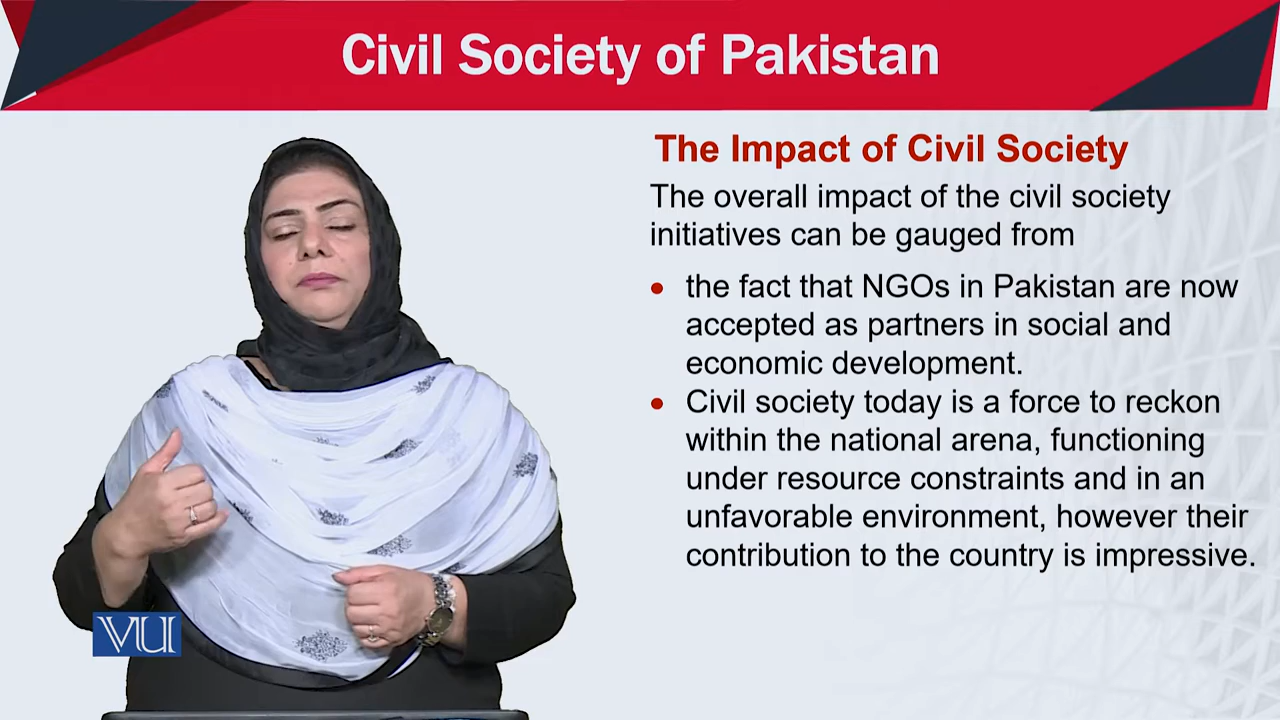 Civil Society of Pakistan
The Impact of Civil Society
The overall impact of the civil society
initiatives can be gauged from
the fact that NGOs in Pakistan are now
accepted as partners in social and
economic development.
Civil society today is a force to reckon
within the national arena, functioning
under resource constraints and in an
unfavorable environment, however their
contribution to the country is impressive.
VU